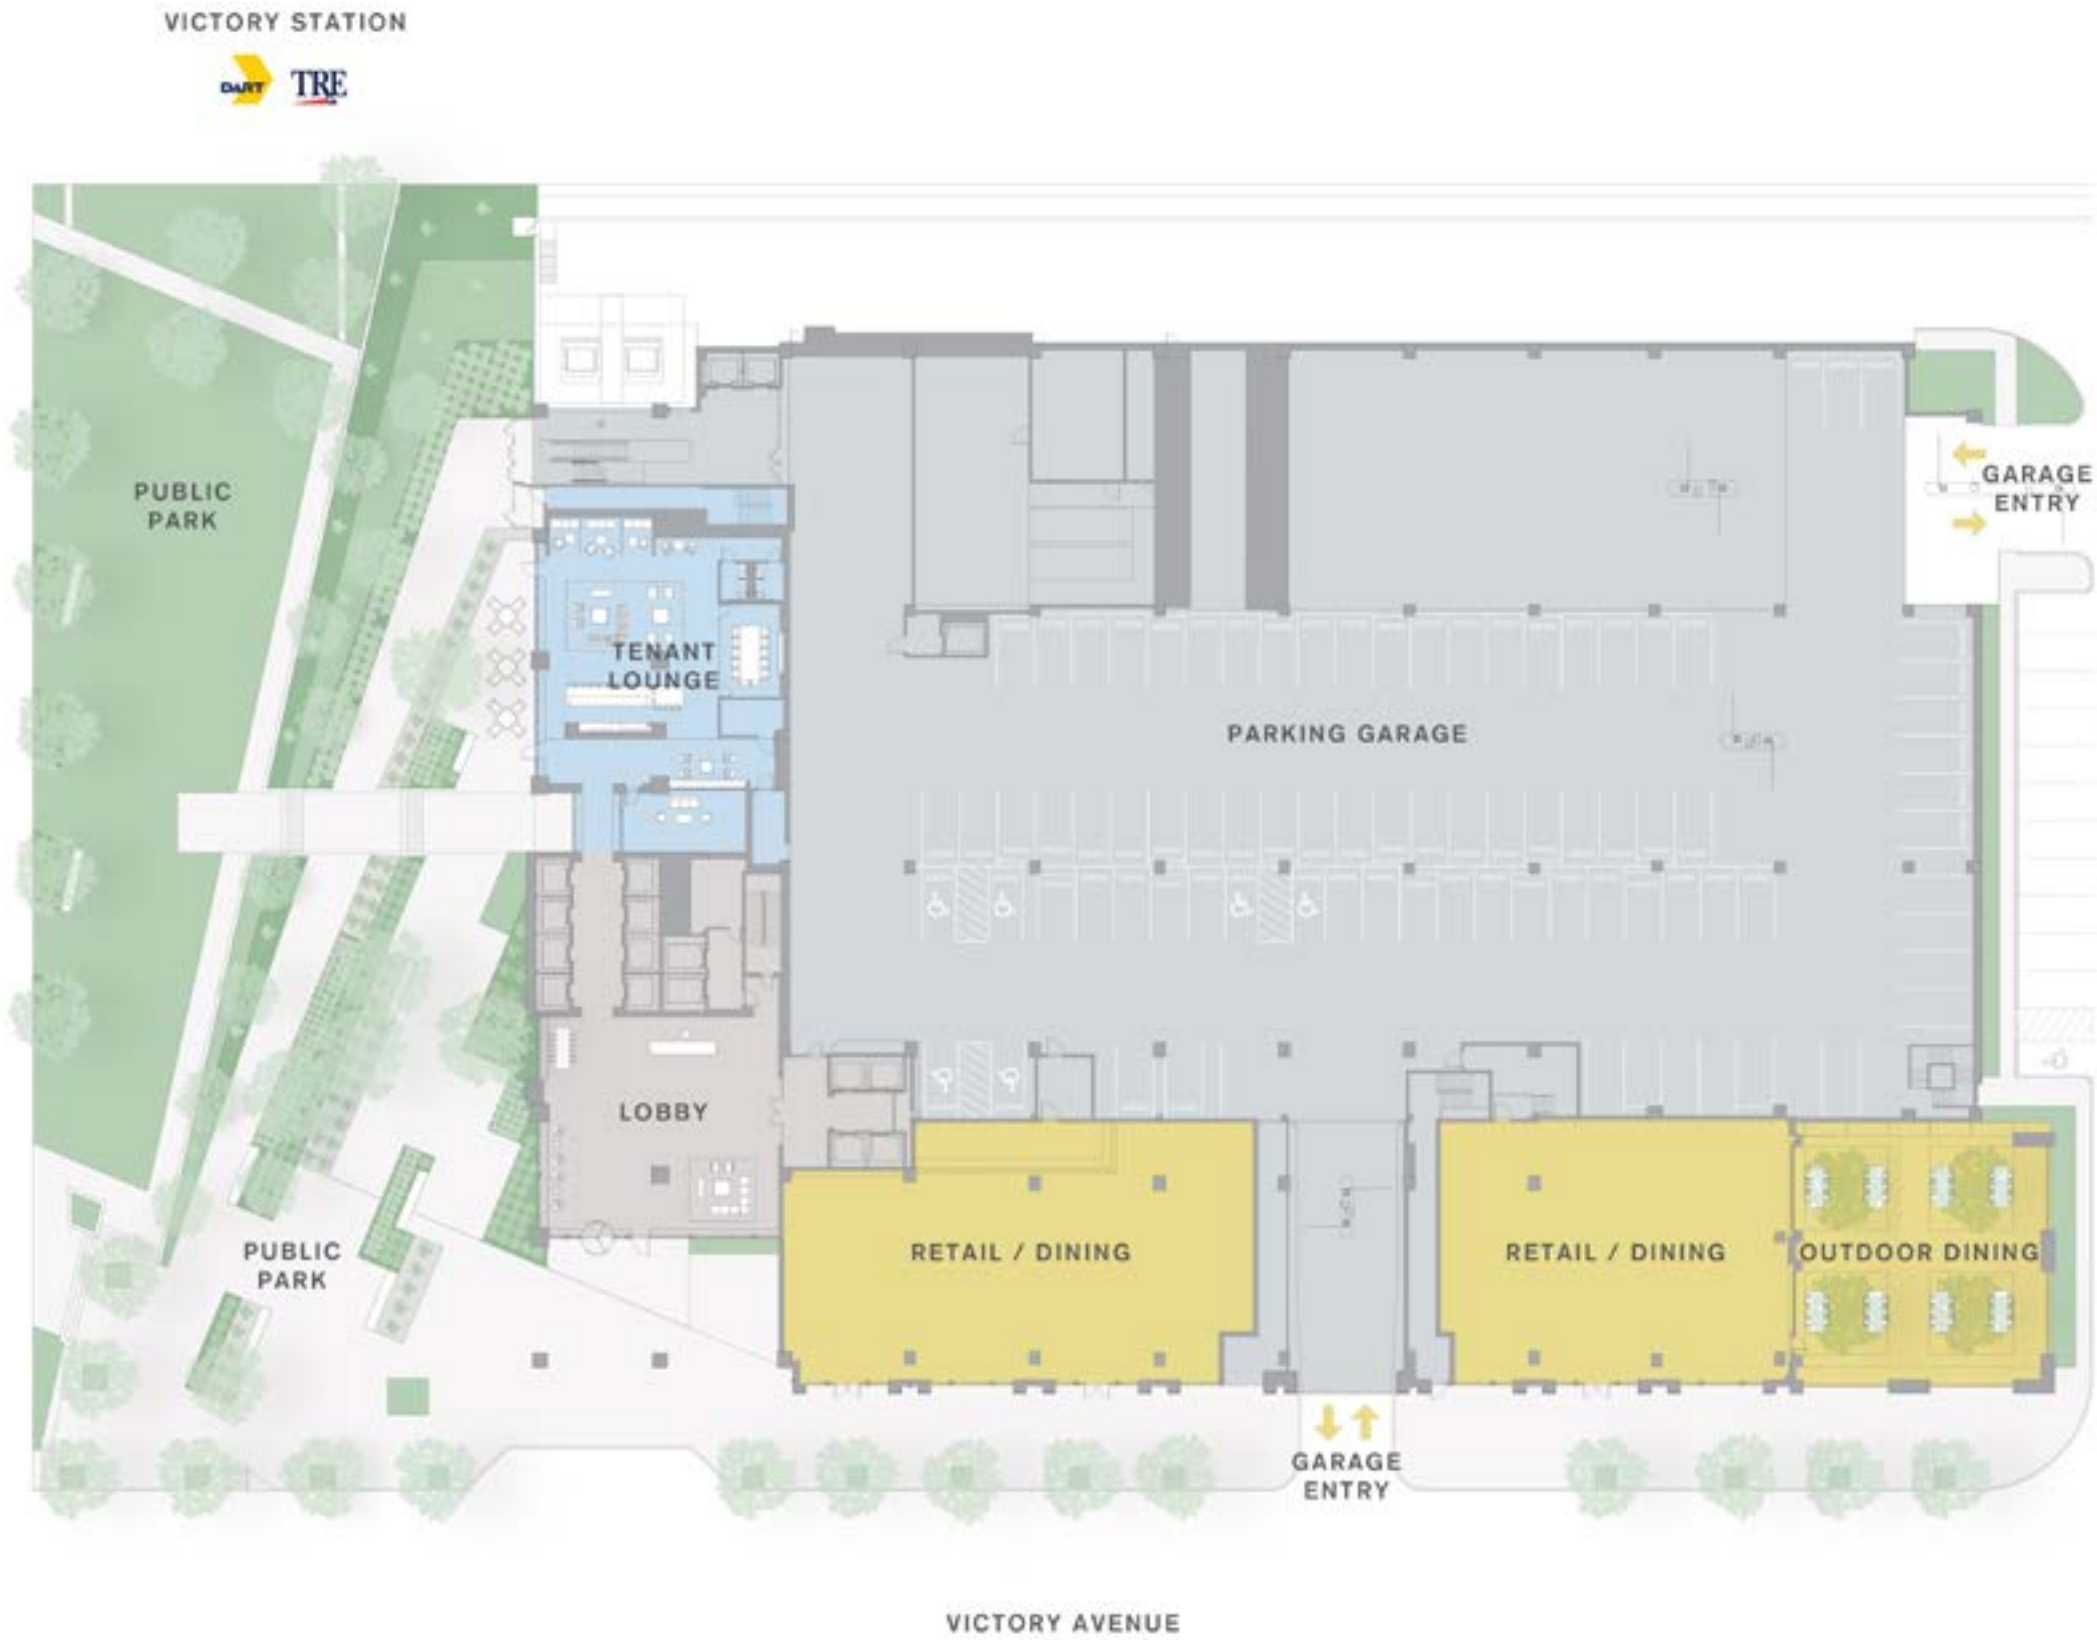 VICTORY STATION
DART TRE
PUBLIC
PARK
GARAGE
ENTRY
TENANT
LOUNGE
PARKING GARAGE
LOBBY
PUBLIC
PARK
RETAIL / DINING
RETAIL / DINING
OUTDOOR DINING
GARAGE
ENTRY
VICTORY AVENUE